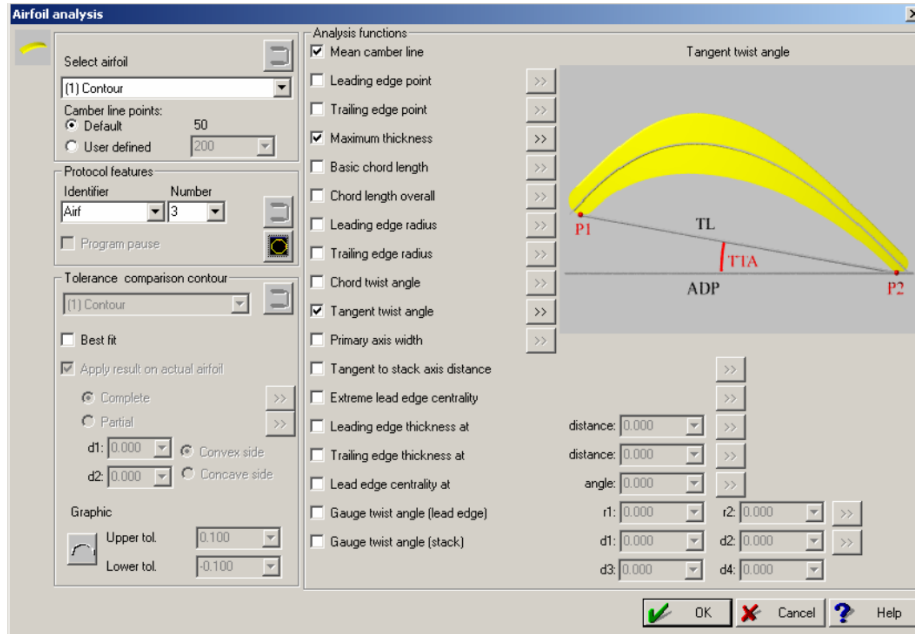 Airfoil analysis
Select airfoil
(1) Contour
Camber line points:
Default 50
User defined 200
Protocol features
Identifier Number
Airf 3
Program pause
Tolerance comparison contour
(1) Contour
Best fit
Apply result on actual airfoil
Complete >>
Partial >>
d1: 0.000 Convex side
d2: 0.000 Concave side
Graphic
Upper tol. 0.100
Lower tol. -0.100
Analysis functions
Mean camber line
Leading edge point >>
Trailing edge point >>
Maximum thickness >>
Basic chord length >>
Chord length overall >>
Leading edge radius >>
Trailing edge radius >>
Chord twist angle >>
Tangent twist angle >>
Primary axis width >>
Tangent to stack axis distance >>
Extreme lead edge centrality >>
Leading edge thickness at distance: 0.000 >>
Trailing edge thickness at distance: 0.000 >>
Lead edge centrality at angle: 0.000 >>
Gauge twist angle (lead edge) r1: 0.000 r2: 0.000 >>
Gauge twist angle (stack) d1: 0.000 d2: 0.000 >>
d3: 0.000 d4: 0.000
Tangent twist angle
P1 TL
TTA
ADP P2
OK Cancel Help